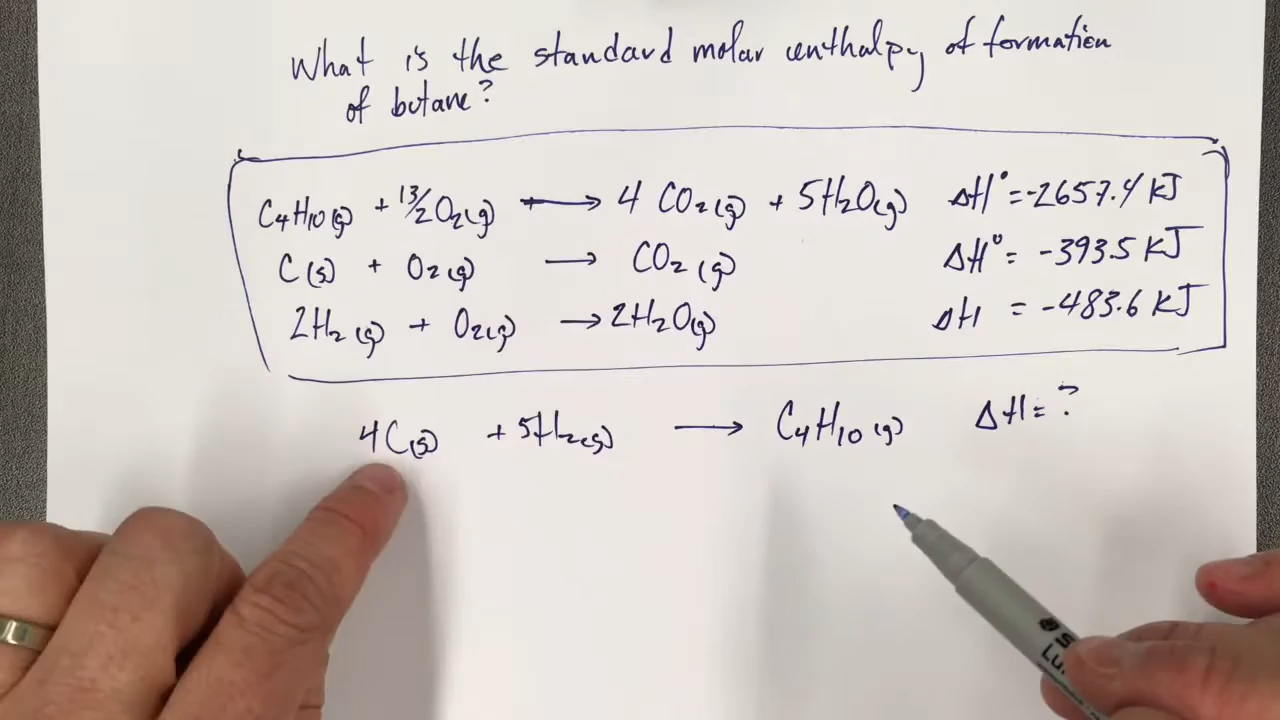 What is the standard molar enthalpy of formation
of butane?
C₄H₁₀(g) + 13/2 O₂(g) → 4 CO₂(g) + 5H₂O(g) ΔH° = -2657.4 KJ
C(s) + O₂(g) → CO₂(g) ΔH° = -393.5 KJ
2H₂(g) + O₂(g) → 2H₂O(g) ΔH = -483.6 KJ
4C(s) + 5H₂(g) → C₄H₁₀(g) ΔH = ?